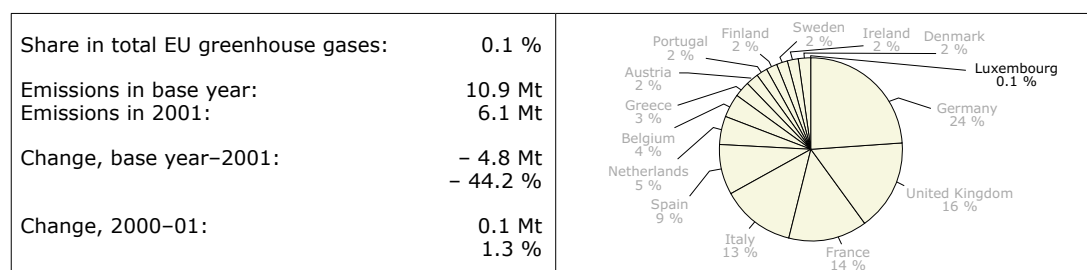 Share in total EU greenhouse gases: 0.1 %
Emissions in base year: 10.9 Mt
Emissions in 2001: 6.1 Mt
Change, base year–2001: – 4.8 Mt
– 44.2 %
Change, 2000–01: 0.1 Mt
1.3 %
Sweden
2 %
Finland
2 %
Ireland
2 %
Denmark
2 %
Portugal
2 %
Luxembourg
0.1 %
Austria
2 %
Greece
3 %
Germany
24 %
Belgium
4 %
Netherlands
5 %
United Kingdom
16 %
Spain
9 %
Italy
13 %
France
14 %